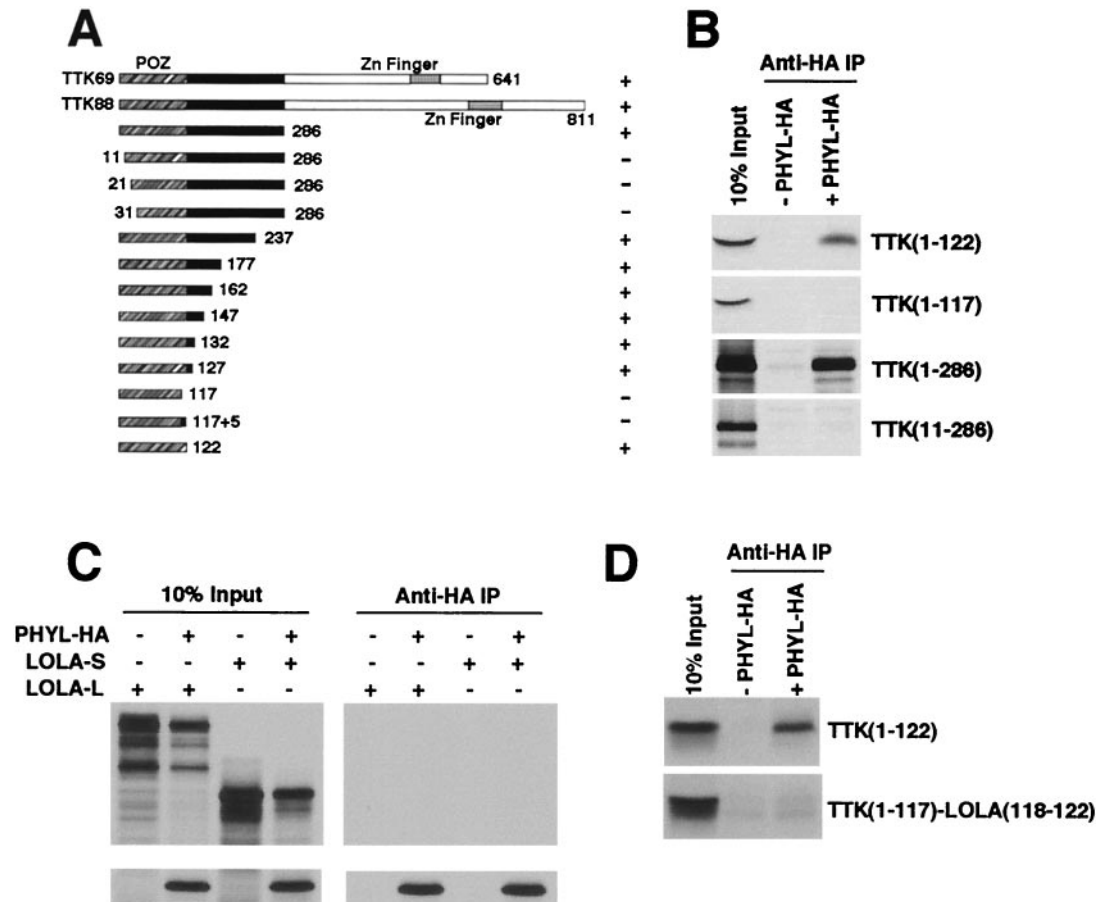 A
POZ
Zn Finger
TTK69 641 +
TTK88 +
Zn Finger 811
286 +
11 286 -
21 286 -
31 286 -
237 +
177 +
162 +
147 +
132 +
127 +
117 -
117+5 -
122 +
B
Anti-HA IP
10% Input
- PHYL-HA
+ PHYL-HA
TTK(1-122)
TTK(1-117)
TTK(1-286)
TTK(11-286)
C
10% Input Anti-HA IP
PHYL-HA - + - + - + - +
LOLA-S - - + + - - + +
LOLA-L + + - - + + - -
D
Anti-HA IP
10% Input
- PHYL-HA
+ PHYL-HA
TTK(1-122)
TTK(1-117)-LOLA(118-122)